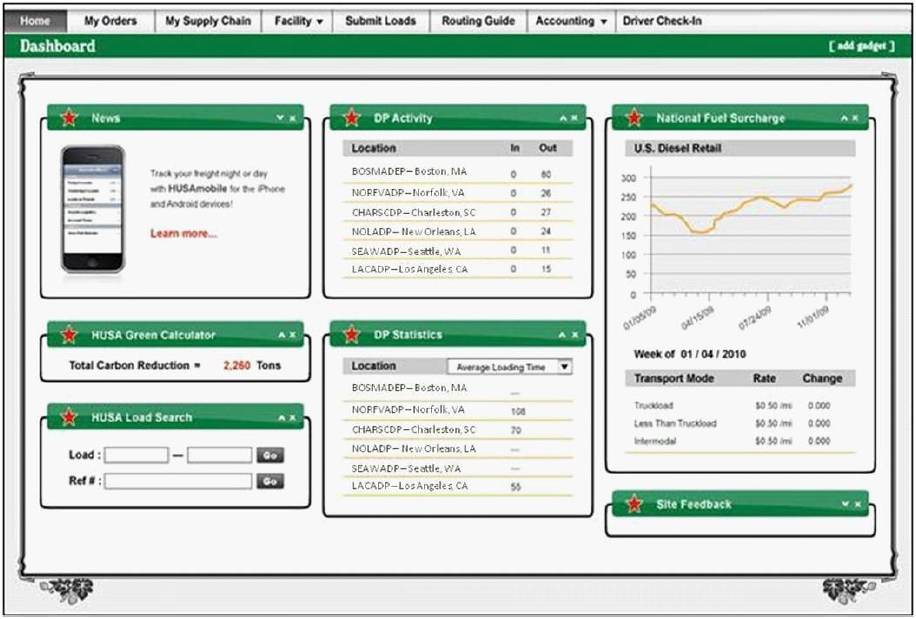 Home My Orders My Supply Chain Facility Submit Loads Routing Guide Accounting Driver Check-In
Dashboard [ add gadget ]
News
Track your freight night or day
with HUSAmobile for the iPhone
and Android devices!
Learn more...
HUSA Green Calculator
Total Carbon Reduction = 2,260 Tons
HUSA Load Search
Load : — Go
Ref # : Go
DP Activity
Location In Out
BOSMADEP–Boston, MA 0 60
NORFVADP–Norfolk, VA 0 26
CHARSCDP–Charleston, SC 0 27
NOLADP–New Orleans, LA 0 24
SEAWADP–Seattle, WA 0 11
LACADP–Los Angeles, CA 0 15
DP Statistics
Location Average Loading Time
BOSMADEP–Boston, MA ---
NORFVADP–Norfolk, VA 108
CHARSCDP–Charleston, SC 70
NOLADP–New Orleans, LA ---
SEAWADP–Seattle, WA ---
LACADP–Los Angeles, CA 55
National Fuel Surcharge
U.S. Diesel Retail
300
250
200
150
100
50
0
01/05/09 04/15/09 07/24/09 11/01/09
Week of 01 / 04 / 2010
Transport Mode Rate Change
Truckload $0.50 /mi 0.000
Less Than Truckload $0.50 /mi 0.000
Intermodal $0.50 /mi 0.000
Site Feedback